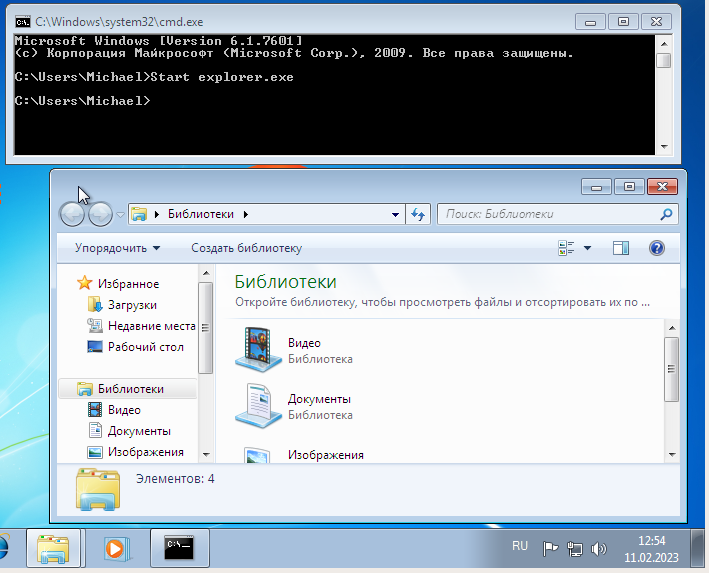 C:\Windows\system32\cmd.exe
Microsoft Windows [Version 6.1.7601]
(c) Корпорация Майкрософт (Microsoft Corp.), 2009. Все права защищены.
C:\Users\Michael>Start explorer.exe
C:\Users\Michael>
Библиотеки
Поиск: Библиотеки
Упорядочить
Создать библиотеку
Избранное
Загрузки
Недавние места
Рабочий стол
Библиотеки
Видео
Документы
Изображения
Библиотеки
Откройте библиотеку, чтобы просмотреть файлы и отсортировать их по ...
Видео
Библиотека
Документы
Библиотека
Изображения
Элементов: 4
RU
12:54
11.02.2023